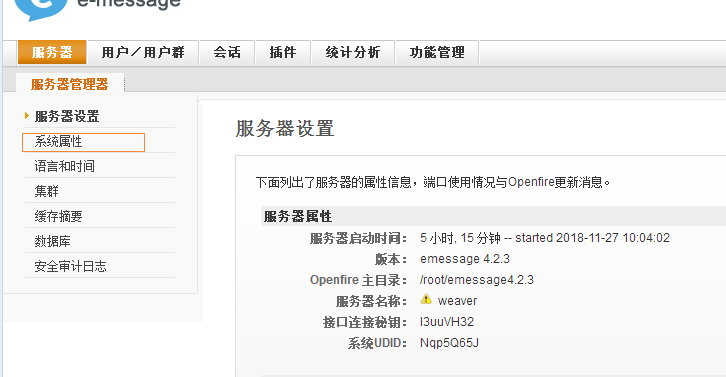 e-message
服务器 用户／用户群 会话 插件 统计分析 功能管理
服务器管理器
服务器设置
系统属性
语言和时间
集群
缓存摘要
数据库
安全审计日志
服务器设置
下面列出了服务器的属性信息，端口使用情况与Openfire更新消息。
服务器属性
服务器启动时间： 5 小时, 15 分钟 -- started 2018-11-27 10:04:02
版本： emessage 4.2.3
Openfire 主目录： /root/emessage4.2.3
服务器名称： weaver
接口连接秘钥： I3uuVH32
系统UDID： Nqp5Q65J